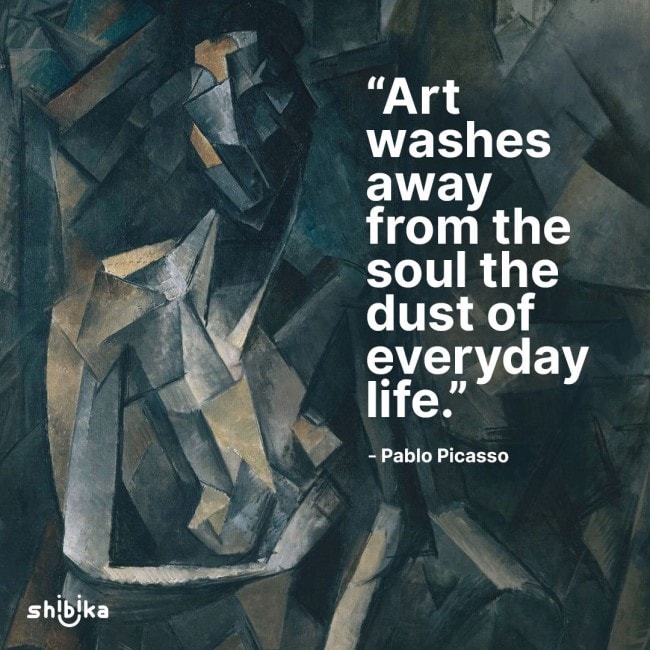 “Art
washes
away
from the
soul the
dust of
everyday
life.”
- Pablo Picasso
shibika